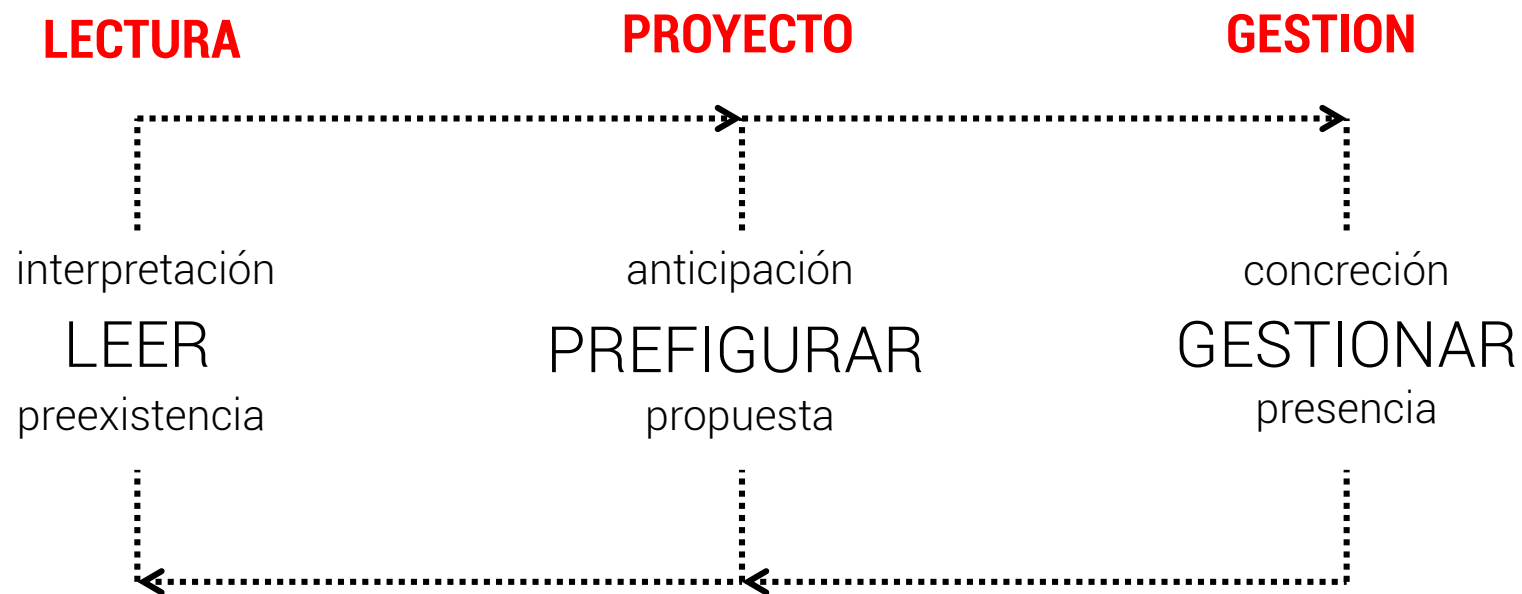 LECTURA
PROYECTO
GESTION
interpretación
anticipación
concreción
LEER
PREFIGURAR
GESTIONAR
preexistencia
propuesta
presencia